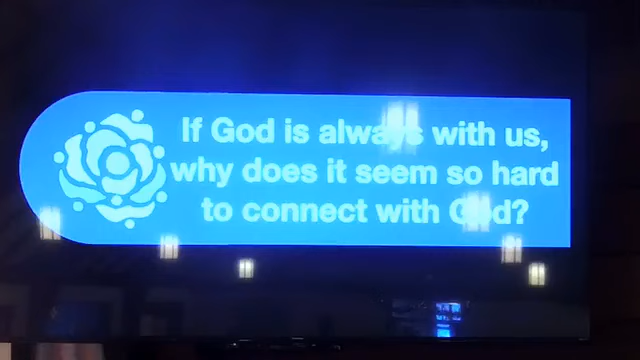 If God is always with us,
why does it seem so hard
to connect with God?